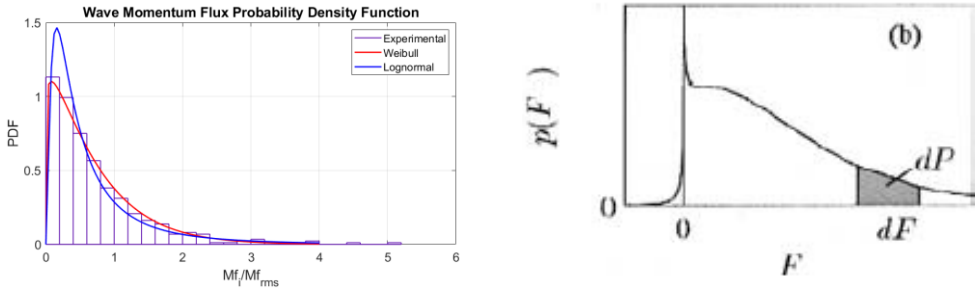 Wave Momentum Flux Probability Density Function
1.5
1
0.5
0
PDF
Experimental
Weibull
Lognormal
0 1 2 3 4 5 6
Mf_i/Mf_rms
(b)
p(F)
0
dP
0
dF
F